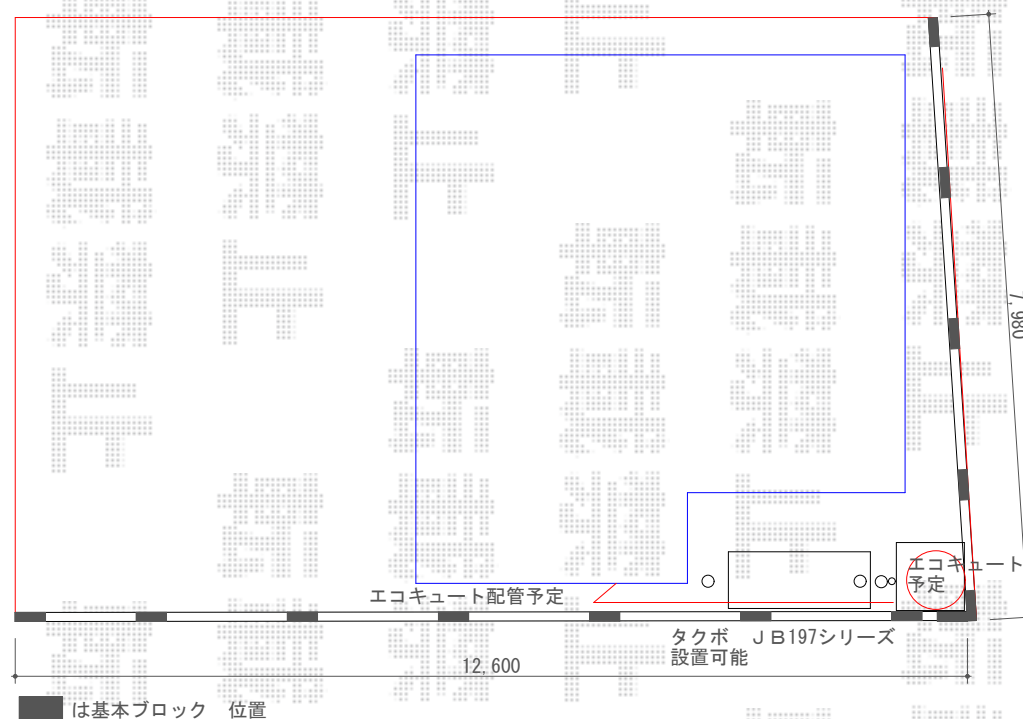 7,980
エコキュート
予定
エコキュート配管予定
タクボ　ＪＢ197シリーズ
設置可能
12,600
は基本ブロック　位置